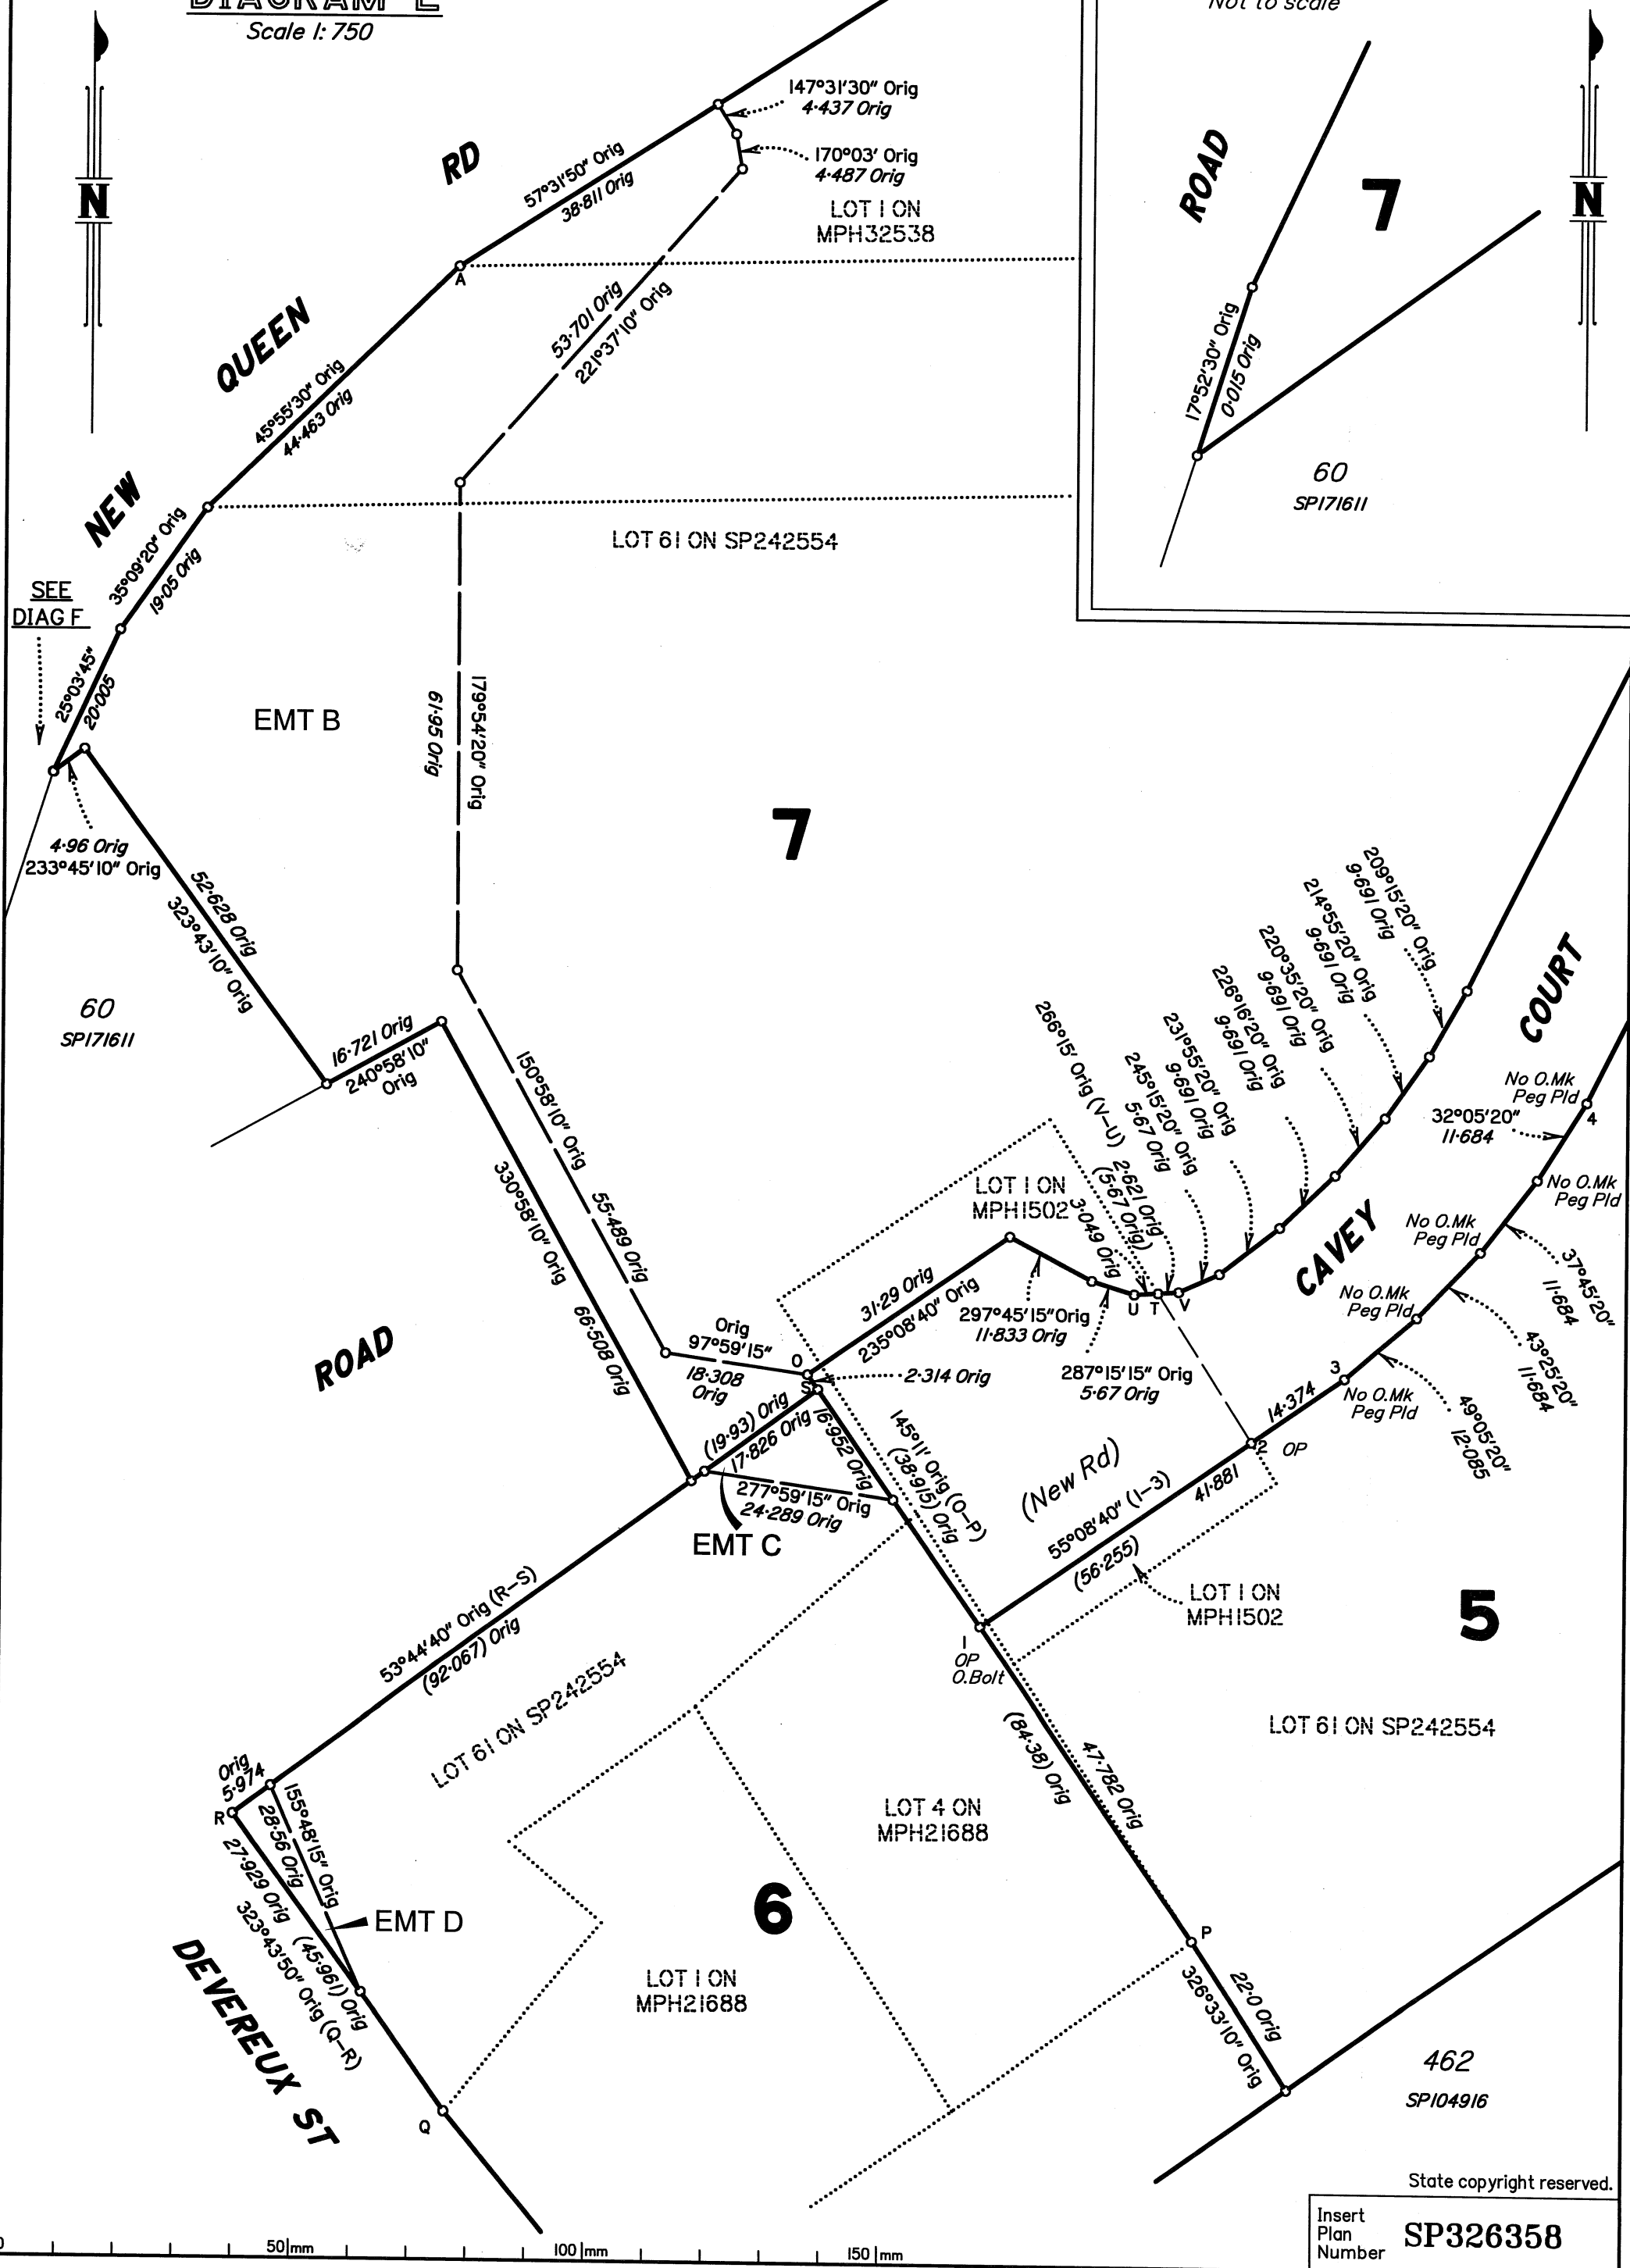 DIAGRAM E
Scale 1: 750
Not to scale
N
147°31'30" Orig
4·437 Orig
170°03' Orig
4·487 Orig
RD
57°31'50" Orig
38·811 Orig
LOT 1 ON
MPH32538
A
ROAD
7
N
17°52'30" Orig
0·015 Orig
60
SP171611
QUEEN
53·701 Orig
221°37'10" Orig
45°55'30" Orig
44·463 Orig
NEW
LOT 61 ON SP242554
35°09'20" Orig
19·05 Orig
SEE
DIAG F
25°03'45"
20·005
EMT B
179°54'20" Orig
61·95 Orig
7
4·96 Orig
233°45'10" Orig
52·628 Orig
323°43'10" Orig
60
SP171611
16·721 Orig
240°58'10"
Orig
150°58'10" Orig
55·489 Orig
330°58'10" Orig
66·508 Orig
209°15'20" Orig
9·691 Orig
214°55'20" Orig
9·691 Orig
220°35'20" Orig
9·691 Orig
226°16'20" Orig
9·691 Orig
231°55'20" Orig
9·691 Orig
245°15'20" Orig
5·67 Orig
266°15' Orig (V-U)
2·621 Orig
(5·67 Orig)
3·049 Orig
COURT
No O.Mk
Peg Pld
4
32°05'20"
11·684
No O.Mk
Peg Pld
No O.Mk
Peg Pld
37°45'20"
11·684
CAVEY
No O.Mk
Peg Pld
43°25'20"
11·684
LOT 1 ON
MPH1502
31·29 Orig
235°08'40" Orig
297°45'15" Orig
11·833 Orig
U
T
V
287°15'15" Orig
5·67 Orig
ROAD
Orig
97°59'15"
18·308
Orig
O
S
2·314 Orig
3
No O.Mk
Peg Pld
49°05'20"
12·085
14·374
2
OP
(19·93) Orig
17·826 Orig
16·952 Orig
145°11' Orig (O-P)
(38·915) Orig
277°59'15" Orig
24·289 Orig
EMT C
(New Rd)
55°08'40" (1-3)
41·881
(56·255)
LOT 1 ON
MPH1502
5
53°44'40" Orig (R-S)
(92·067) Orig
1
OP
O.Bolt
LOT 61 ON SP242554
LOT 61 ON SP242554
(84·38) Orig
47·782 Orig
Orig
5·974
R
155°48'15" Orig
28·56 Orig
27·929 Orig
(45·961) Orig
323°43'50" Orig (Q-R)
EMT D
LOT 4 ON
MPH21688
6
P
LOT 1 ON
MPH21688
DEVEREUX ST
22·0 Orig
326°33'10" Orig
Q
462
SP104916
State copyright reserved.
Insert
Plan
Number
SP326358
0
50 mm
100 mm
150 mm